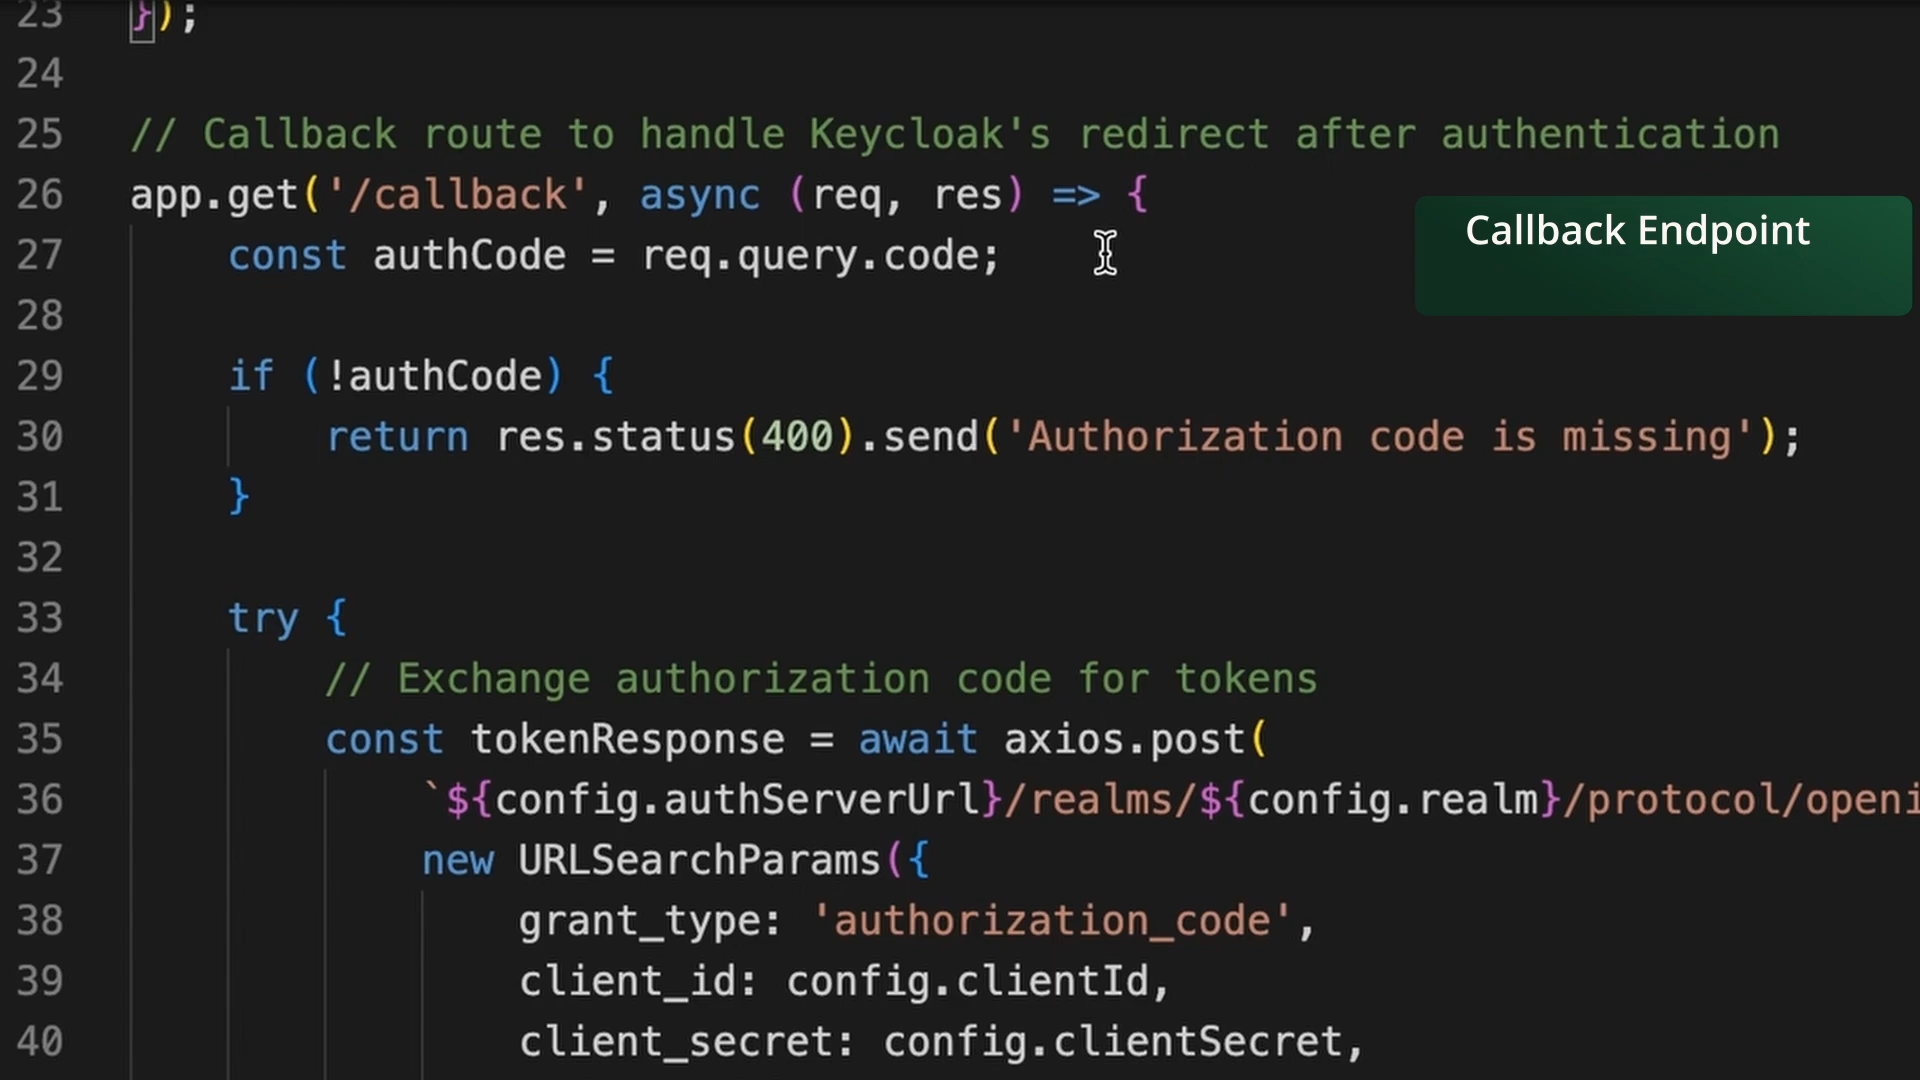 23 });
24
25 // Callback route to handle Keycloak's redirect after authentication
26 app.get('/callback', async (req, res) => {
Callback Endpoint
27 const authCode = req.query.code;
28
29 if (!authCode) {
30 return res.status(400).send('Authorization code is missing');
31 }
32
33 try {
34 // Exchange authorization code for tokens
35 const tokenResponse = await axios.post(
36 `${config.authServerUrl}/realms/${config.realm}/protocol/openi
37 new URLSearchParams({
38 grant_type: 'authorization_code',
39 client_id: config.clientId,
40 client_secret: config.clientSecret,